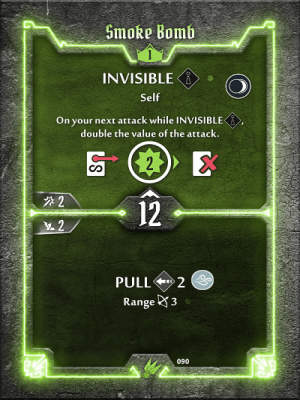 Smoke Bomb
1
INVISIBLE
Self
On your next attack while INVISIBLE ,
double the value of the attack.
S 2
2
12
2
PULL 2
Range 3
090